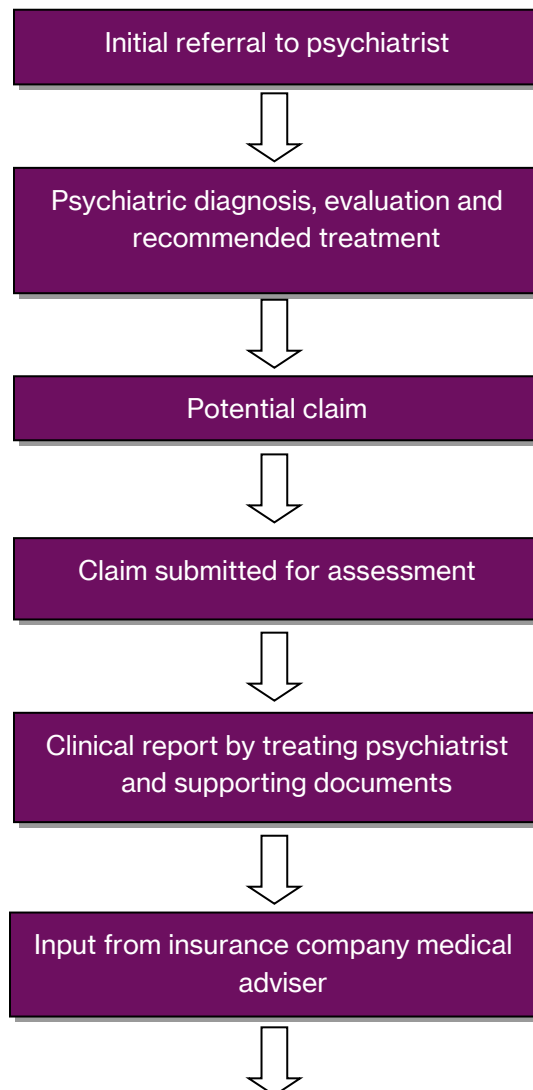 Initial referral to psychiatrist
Psychiatric diagnosis, evaluation and
recommended treatment
Potential claim
Claim submitted for assessment
Clinical report by treating psychiatrist
and supporting documents
Input from insurance company medical
adviser